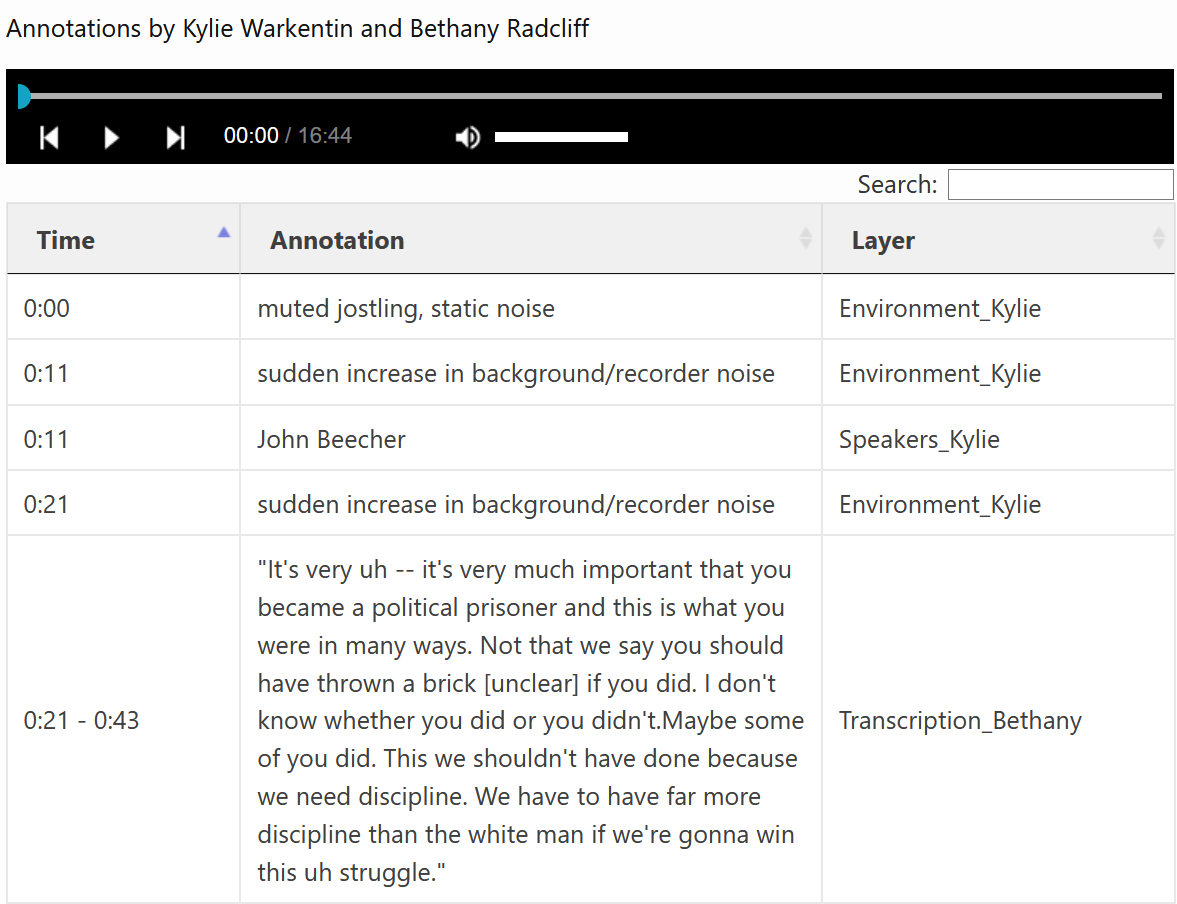 Annotations by Kylie Warkentin and Bethany Radcliff
00:00 / 16:44
Search:
Time Annotation Layer
0:00 muted jostling, static noise Environment_Kylie
0:11 sudden increase in background/recorder noise Environment_Kylie
0:11 John Beecher Speakers_Kylie
0:21 sudden increase in background/recorder noise Environment_Kylie
"It's very uh -- it's very much important that you
became a political prisoner and this is what you
were in many ways. Not that we say you should
have thrown a brick [unclear] if you did. I don't
0:21 - 0:43 know whether you did or you didn't.Maybe some Transcription_Bethany
of you did. This we shouldn't have done because
we need discipline. We have to have far more
discipline than the white man if we're gonna win
this uh struggle."